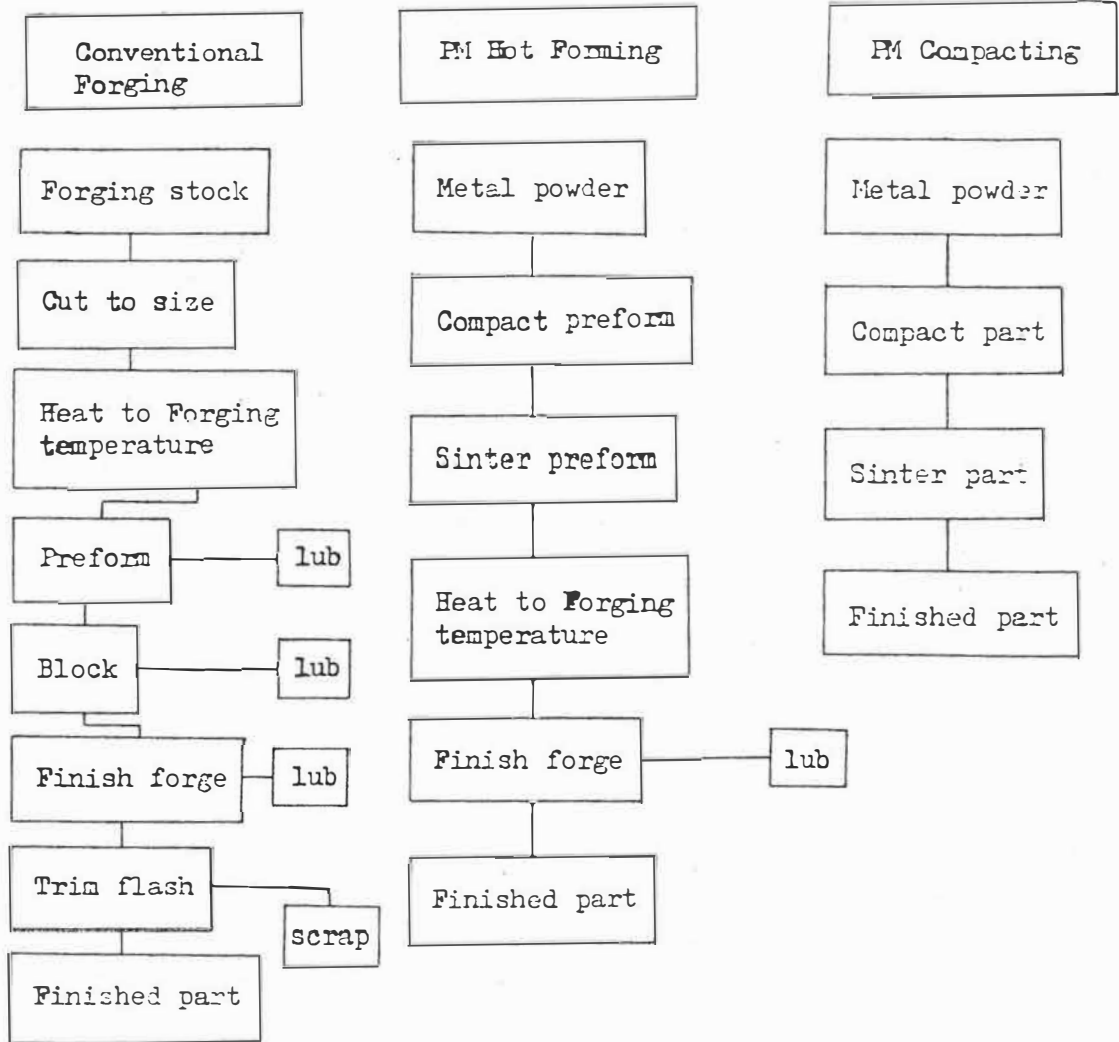 Conventional
Forging
Forging stock
Cut to size
Heat to Forging
temperature
Preform
lub
Block
lub
Finish forge
lub
Trim flash
scrap
Finished part
PM Hot Forming
Metal powder
Compact preform
Sinter preform
Heat to Forging
temperature
Finish forge
lub
Finished part
PM Compacting
Metal powder
Compact part
Sinter part
Finished part